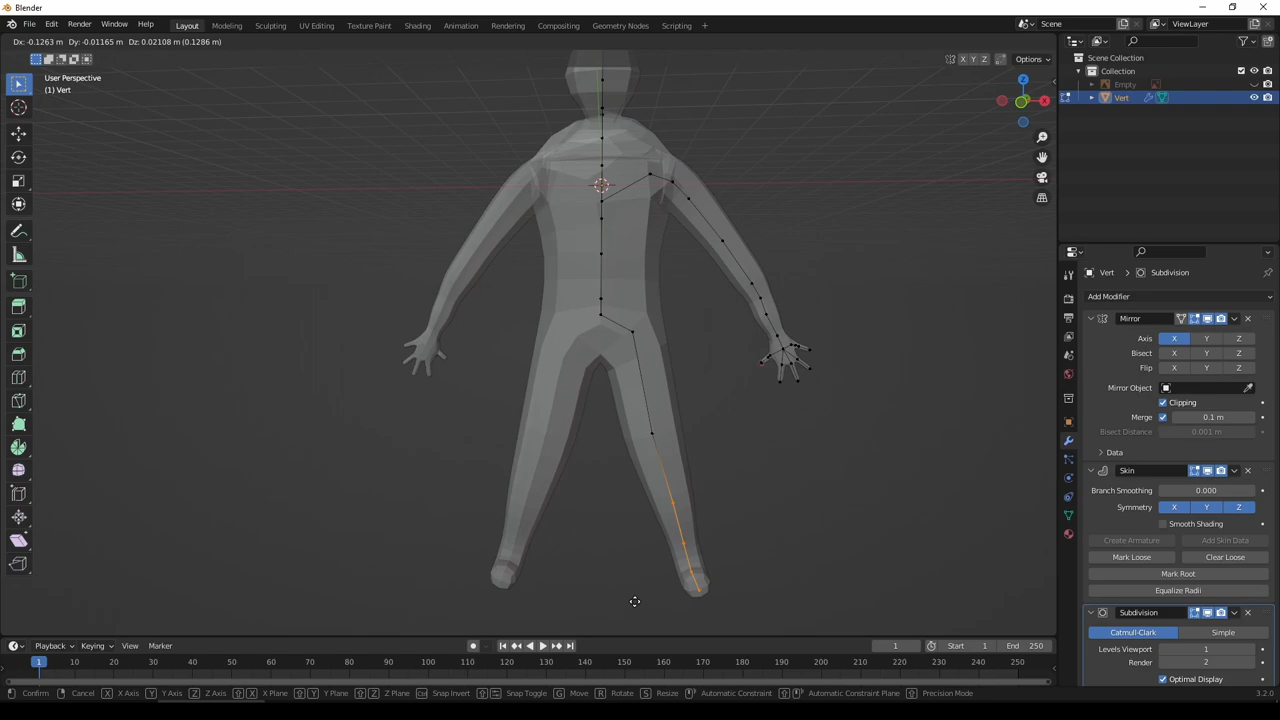 Blender
File Edit Render Window Help Layout Modeling Sculpting UV Editing Texture Paint Shading Animation Rendering Compositing Geometry Nodes Scripting + Scene ViewLayer
Dx: -0.1263 m Dy: -0.01165 m Dz: 0.02108 m (0.1286 m)
X Y Z Options
User Perspective
(1) Vert
Z
X
Scene Collection
Collection
Empty
Vert
Vert > Subdivision
Add Modifier
Mirror
Axis X Y Z
Bisect X Y Z
Flip X Y Z
Mirror Object
Clipping
Merge 0.1 m
Bisect Distance 0.001 m
Data
Skin
Branch Smoothing 0.000
Symmetry X Y Z
Smooth Shading
Create Armature Add Skin Data
Mark Loose Clear Loose
Mark Root
Equalize Radii
Subdivision
Catmull-Clark Simple
Levels Viewport 1
Render 2
Optimal Display
Playback Keying View Marker 1 Start 1 End 250
1 10 20 30 40 50 60 70 80 90 100 110 120 130 140 150 160 170 180 190 200 210 220 230 240 250
Confirm Cancel X X Axis Y Y Axis Z Z Axis X X Plane Y Y Plane Z Z Plane Snap Invert Snap Toggle G Move R Rotate S Resize Automatic Constraint Automatic Constraint Plane Precision Mode 3.2.0